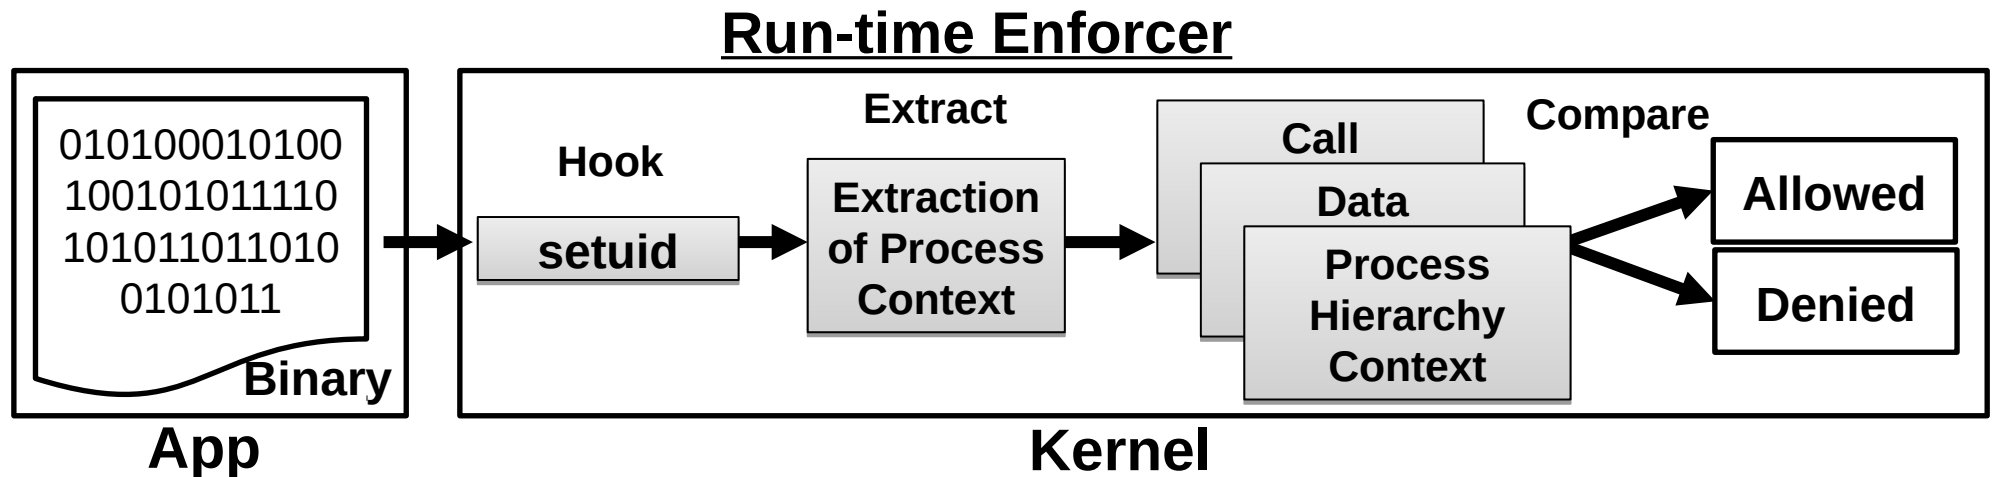 Run-time Enforcer
010100010100
100101011110
101011011010
0101011
Binary
App
Hook
setuid
Extract
Extraction
of Process
Context
Call
Data
Process
Hierarchy
Context
Compare
Allowed
Denied
Kernel